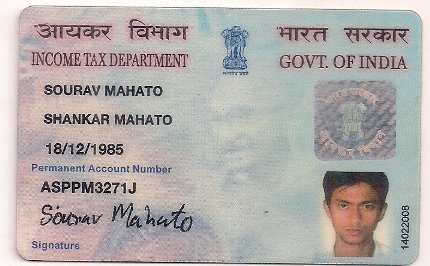 आयकर विभाग
भारत सरकार
INCOME TAX DEPARTMENT
GOVT. OF INDIA
SOURAV MAHATO
SHANKAR MAHATO
18/12/1985
Permanent Account Number
ASPPM3271J
Sourav Mahato
Signature
14022008